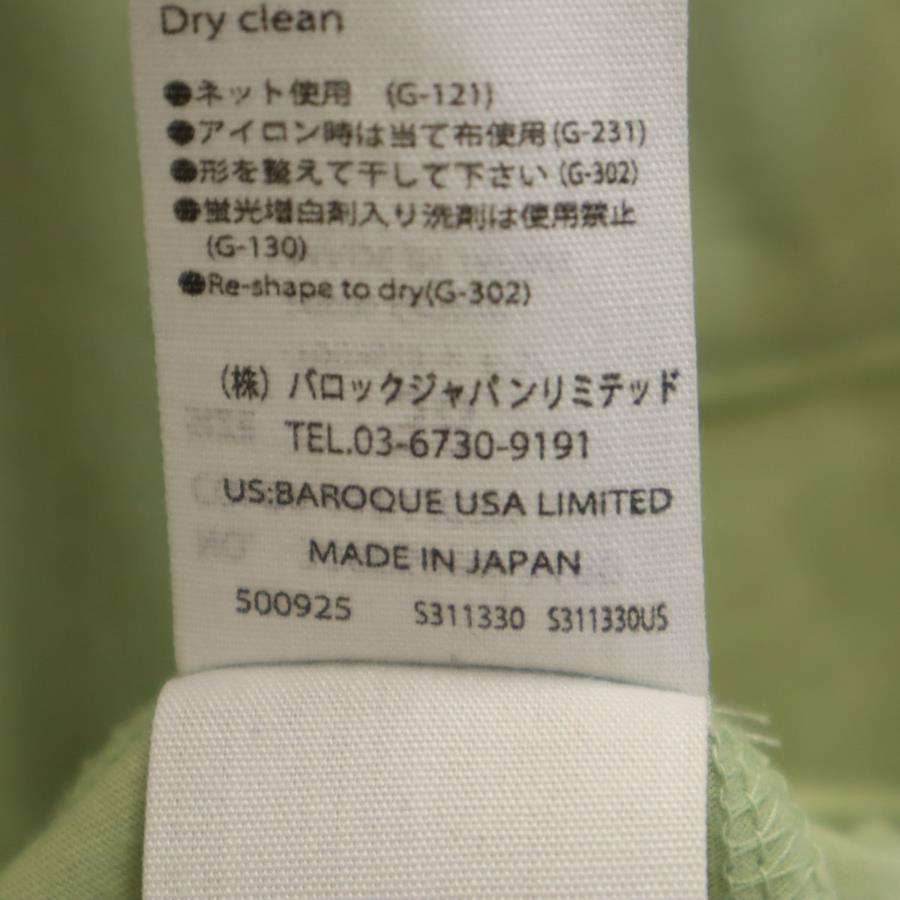 Dry clean
●ネット使用 (G-121)
●アイロン時は当て布使用(G-231)
●形を整えて干して下さい(G-302)
●蛍光増白剤入り洗剤は使用禁止
(G-130)
●Re-shape to dry(G-302)
(株)バロックジャパンリミテッド
TEL.03-6730-9191
US:BAROQUE USA LIMITED
MADE IN JAPAN
500925 S311330 S311330US